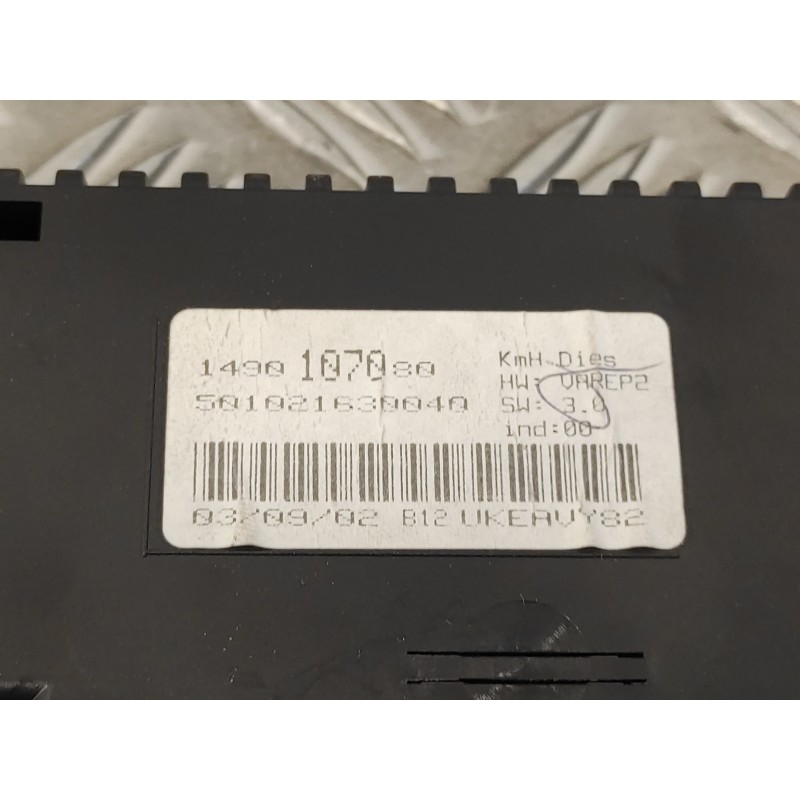 1490 1070 80
501021630040
KmH Dies
HW: VAREP2
SW: 3.0
ind:00
03/09/02 B12 UKEAVY82